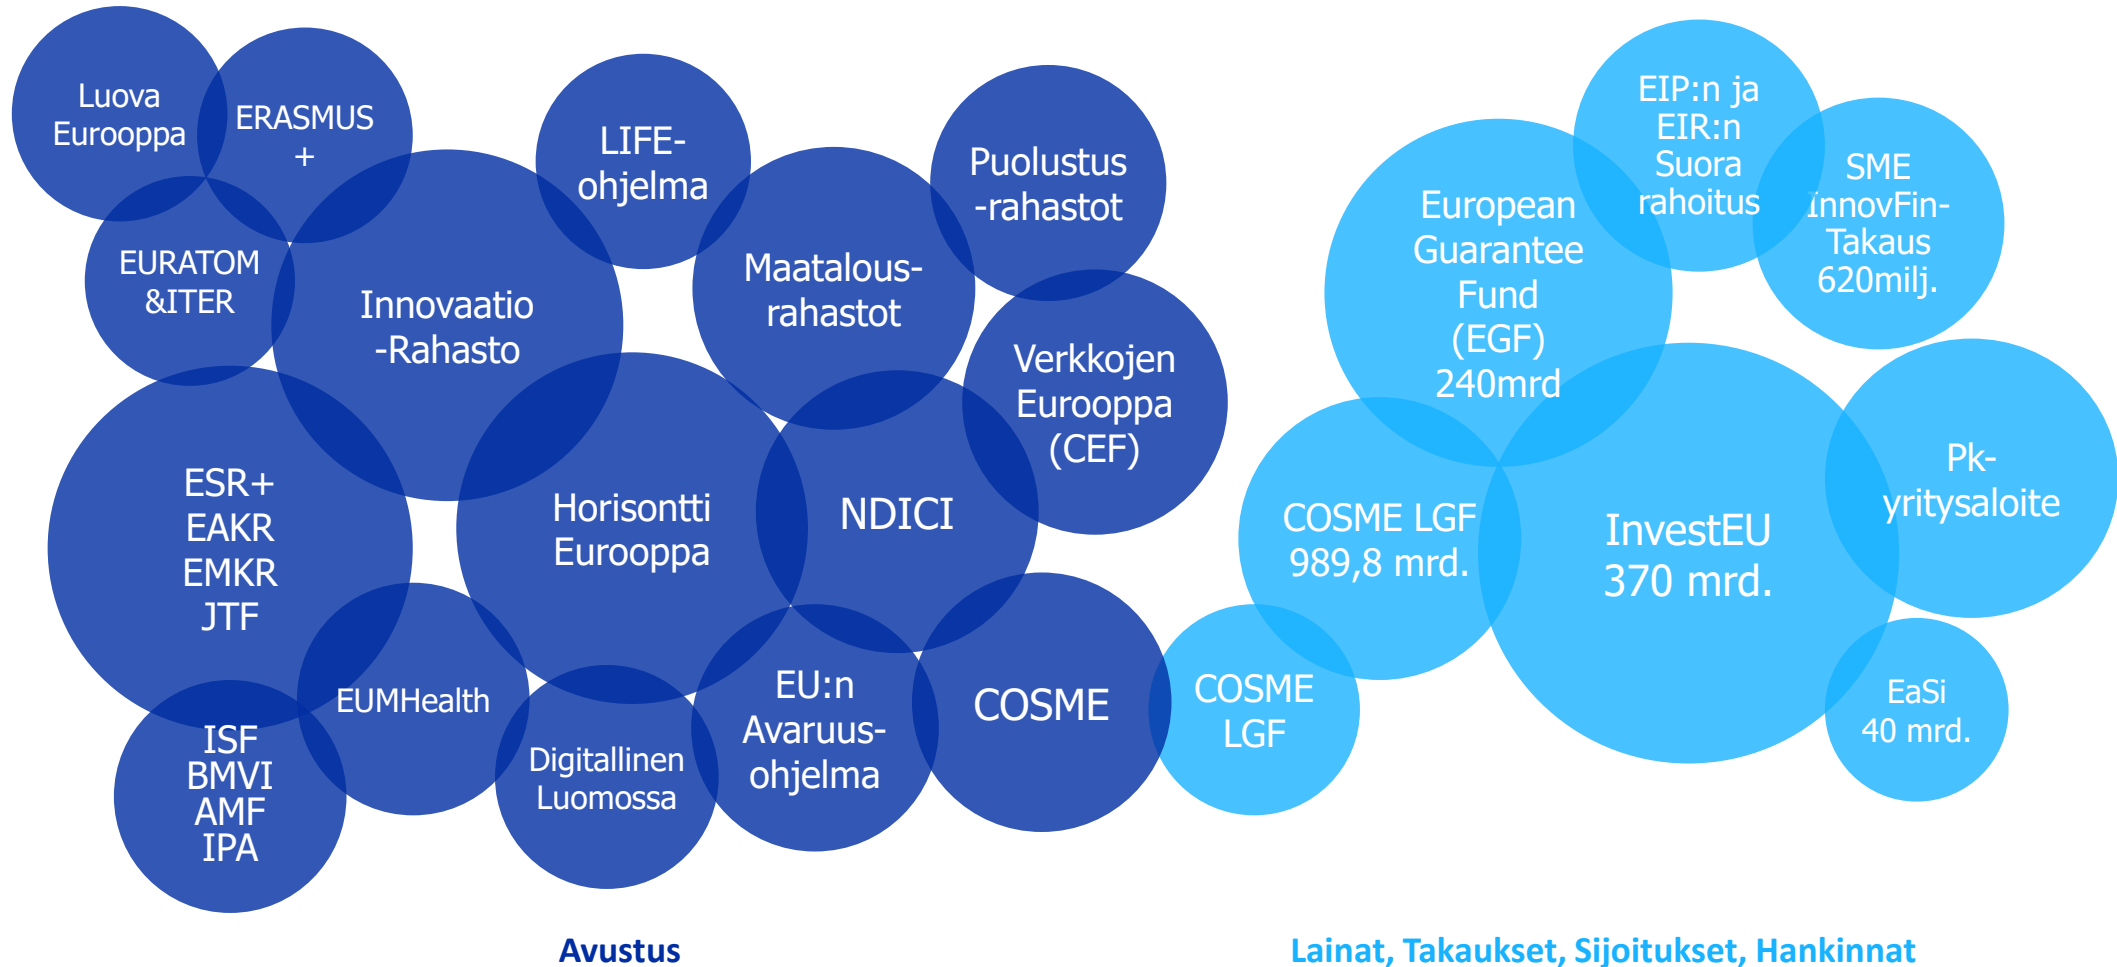 Luova
Eurooppa
ERASMUS
+
EURATOM
&ITER
Innovaatio
-Rahasto
LIFE-
ohjelma
Maatalous-
rahastot
Puolustus
-rahastot
Verkkojen
Eurooppa
(CEF)
ESR+
EAKR
EMKR
JTF
Horisontti
Eurooppa
NDICI
EUMHealth
ISF
BMVI
AMF
IPA
Digitallinen
Luomossa
EU:n
Avaruus-
ohjelma
COSME
Avustus
EIP:n ja
EIR:n
Suora
rahoitus
SME
InnovFin-
Takaus
620milj.
European
Guarantee
Fund
(EGF)
240mrd
Pk-
yritysaloite
COSME LGF
989,8 mrd.
InvestEU
370 mrd.
COSME
LGF
EaSi
40 mrd.
Lainat, Takaukset, Sijoitukset, Hankinnat